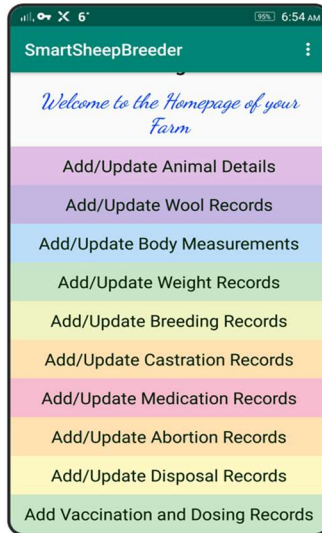 6°
95% 6:54 AM
SmartSheepBreeder
Welcome to the Homepage of your
Farm
Add/Update Animal Details
Add/Update Wool Records
Add/Update Body Measurements
Add/Update Weight Records
Add/Update Breeding Records
Add/Update Castration Records
Add/Update Medication Records
Add/Update Abortion Records
Add/Update Disposal Records
Add Vaccination and Dosing Records